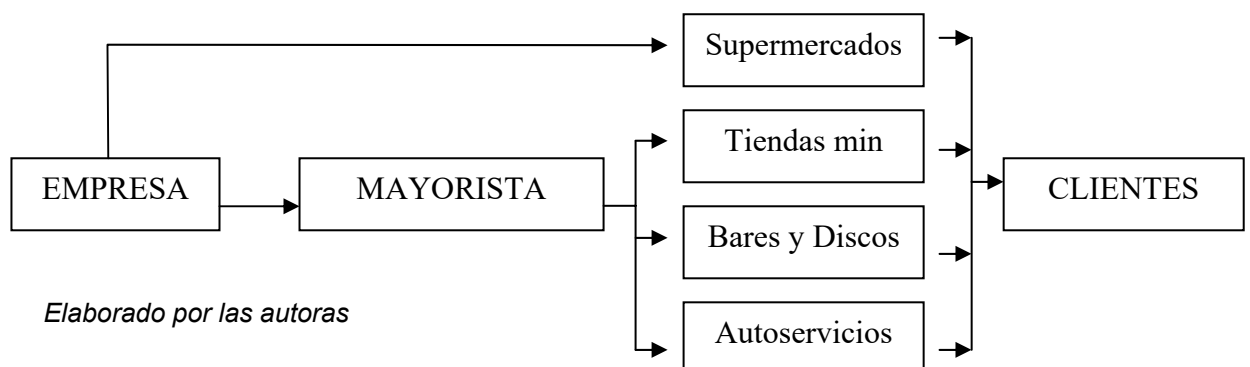 Supermercados
Tiendas min
EMPRESA
MAYORISTA
CLIENTES
Bares y Discos
Elaborado por las autoras
Autoservicios